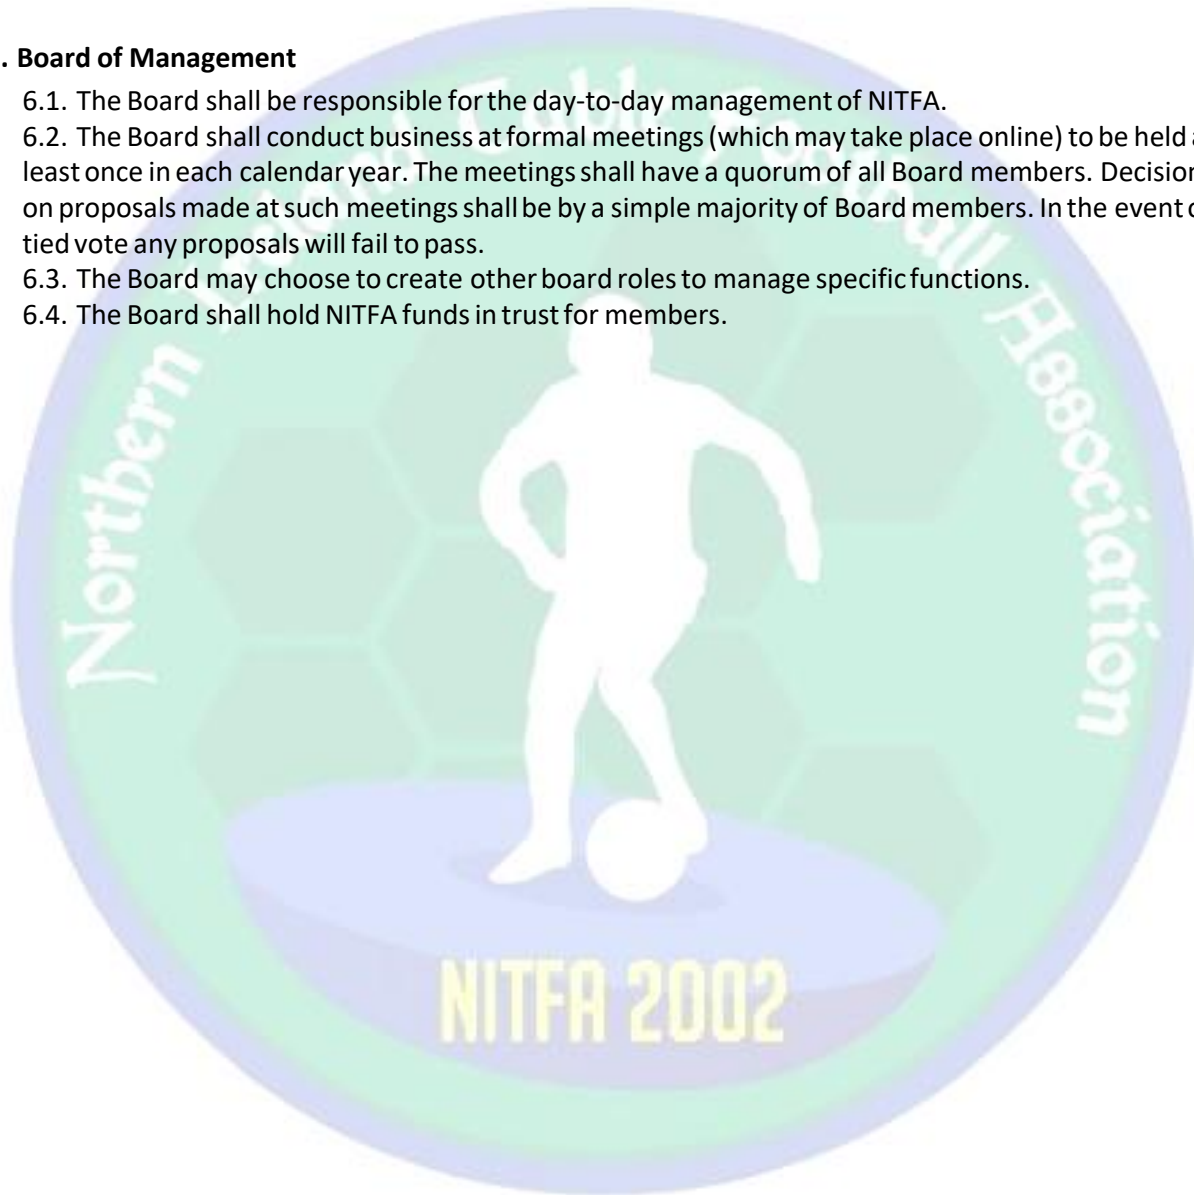 . Board of Management
6.1. The Board shall be responsible for the day-to-day management of NITFA.
6.2. The Board shall conduct business at formal meetings (which may take place online) to be held a
least once in each calendar year. The meetings shall have a quorum of all Board members. Decision
on proposals made at such meetings shall be by a simple majority of Board members. In the event o
tied vote any proposals will fail to pass.
6.3. The Board may choose to create other board roles to manage specific functions.
6.4. The Board shall hold NITFA funds in trust for members.
Northern Ireland Table Football Association
NITFA 2002